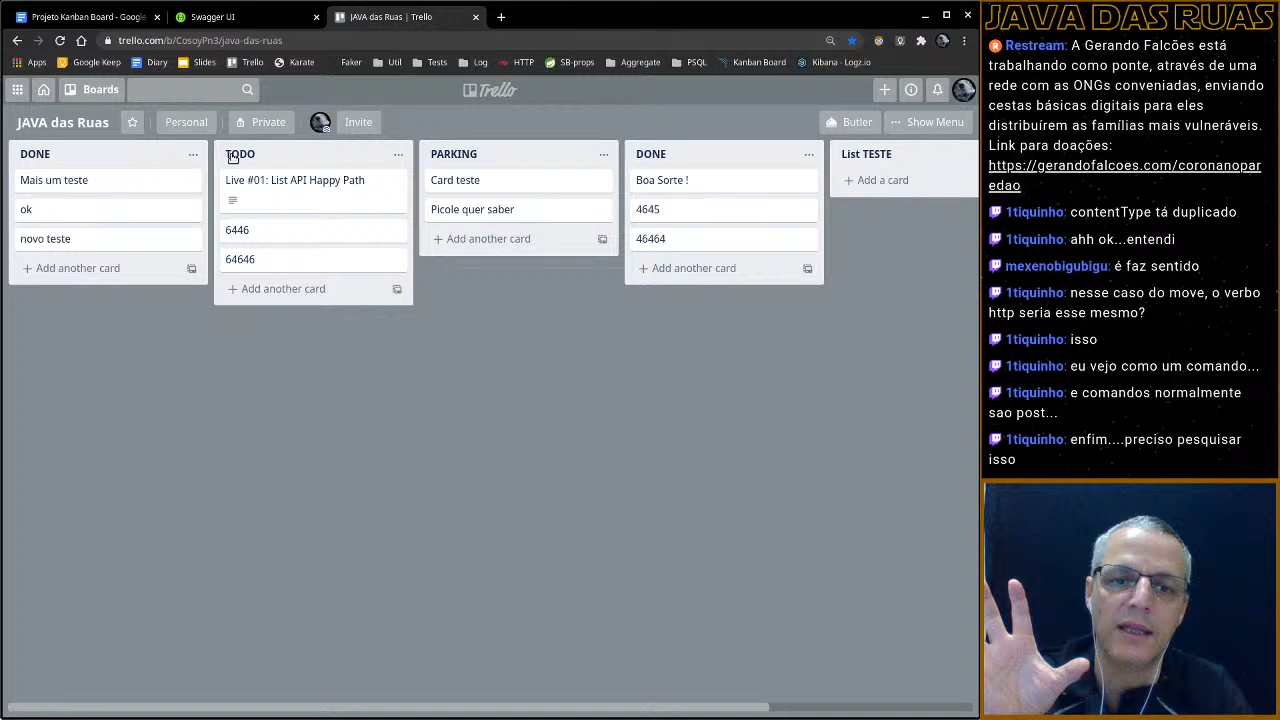 Projeto Kanban Board - Google
Swagger UI
JAVA das Ruas | Trello
trello.com/b/CosoyPn3/java-das-ruas
Apps
Google Keep
Diary
Slides
Trello
Karate
Faker
Util
Tests
Log
HTTP
SB-props
Aggregate
PSQL
Kanban Board
Kibana - Logz.io
Boards
Trello
JAVA das Ruas
Personal
Private
Invite
Butler
Show Menu
DONE
Mais um teste
ok
novo teste
Add another card
TODO
Live #01: List API Happy Path
6446
64646
Add another card
PARKING
Card teste
Picole quer saber
Add another card
DONE
Boa Sorte !
4645
46464
Add another card
List TESTE
Add a card
JAVA DAS RUAS
Restream: A Gerando Falcões está
trabalhando como ponte, através de uma
rede com as ONGs conveniadas, enviando
cestas básicas digitais para eles
distribuírem as famílias mais vulneráveis.
Link para doações:
https://gerandofalcoes.com/coronanopar
edao
1tiquinho: contentType tá duplicado
1tiquinho: ahh ok...entendi
mexenobigubigu: é faz sentido
1tiquinho: nesse caso do move, o verbo
http seria esse mesmo?
1tiquinho: isso
1tiquinho: eu vejo como um comando...
1tiquinho: e comandos normalmente
sao post...
1tiquinho: enfim....preciso pesquisar
isso